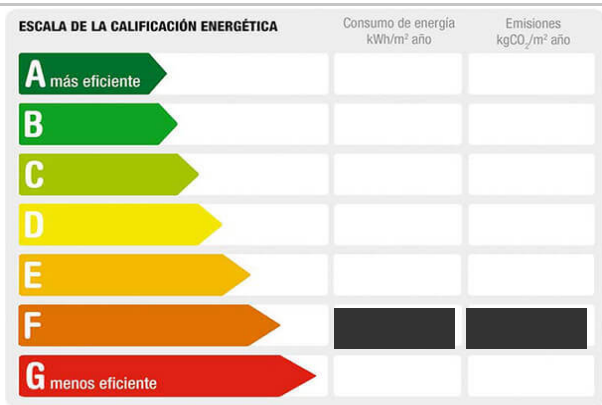 ESCALA DE LA CALIFICACIÓN ENERGÉTICA
Consumo de energía
kWh/m² año
Emisiones
kgCO₂/m² año
A más eficiente
B
C
D
E
F
G menos eficiente